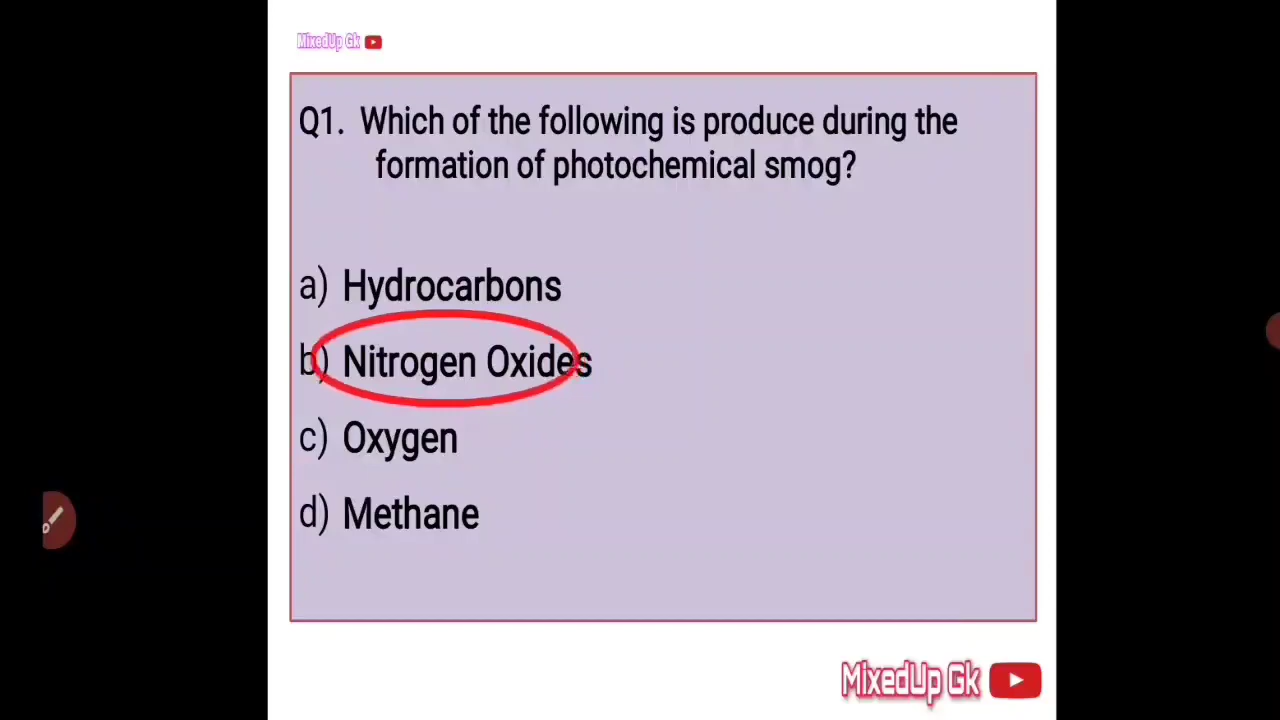 MixedUp Gk
Q1. Which of the following is produce during the
formation of photochemical smog?
a) Hydrocarbons
b) Nitrogen Oxides
c) Oxygen
d) Methane
MixedUp Gk